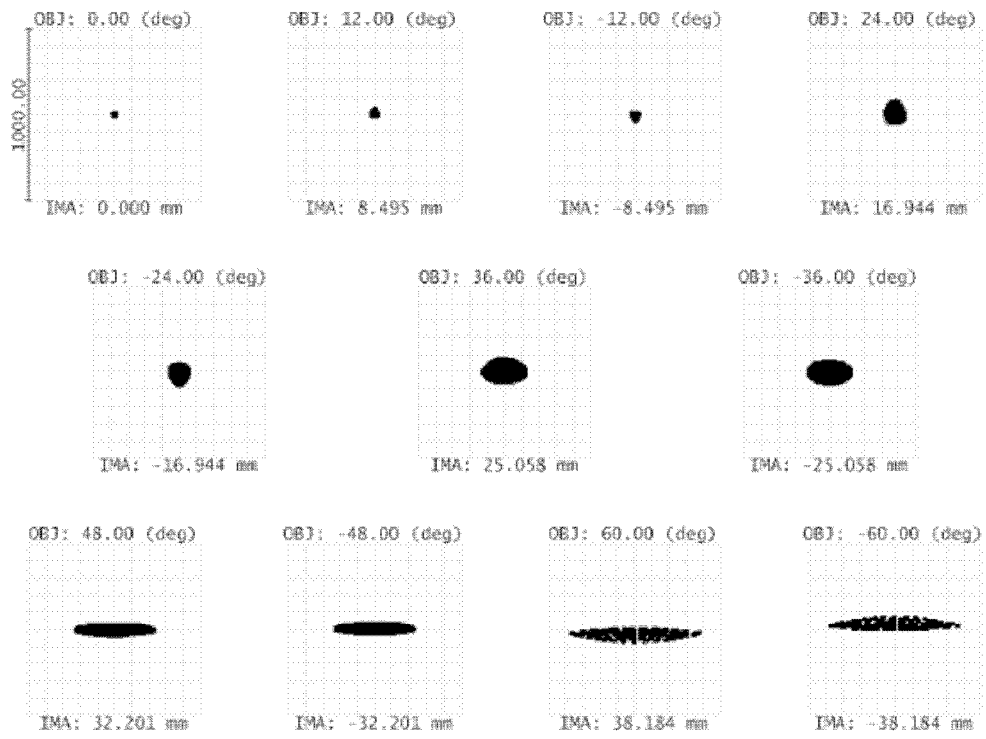 OBJ: 0.00 (deg)
OBJ: 12.00 (deg)
OBJ: -12.00 (deg)
OBJ: 24.00 (deg)
1000.00
IMA: 0.000 mm
IMA: 8.495 mm
IMA: -8.495 mm
IMA: 16.944 mm
OBJ: -24.00 (deg)
OBJ: 36.00 (deg)
OBJ: -36.00 (deg)
IMA: -16.944 mm
IMA: 25.058 mm
IMA: -25.058 mm
OBJ: 48.00 (deg)
OBJ: -48.00 (deg)
OBJ: 60.00 (deg)
OBJ: -60.00 (deg)
IMA: 32.201 mm
IMA: -32.201 mm
IMA: 38.184 mm
IMA: -38.184 mm